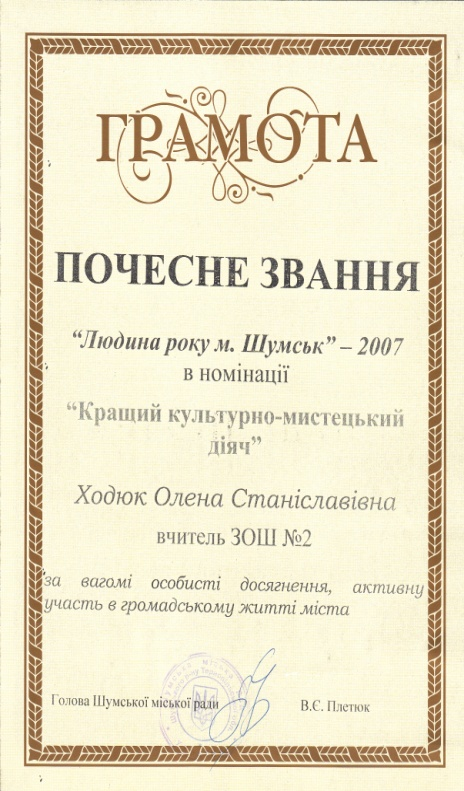 ГРАМОТА
ПОЧЕСНЕ ЗВАННЯ
“Людина року м. Шумськ” – 2007
в номінації
“Кращий культурно-мистецький
діяч”
Ходюк Олена Станіславівна
вчитель ЗОШ №2
за вагомі особисті досягнення, активну
участь в громадському житті міста
Голова Шумської міської ради В.Є. Плетюк